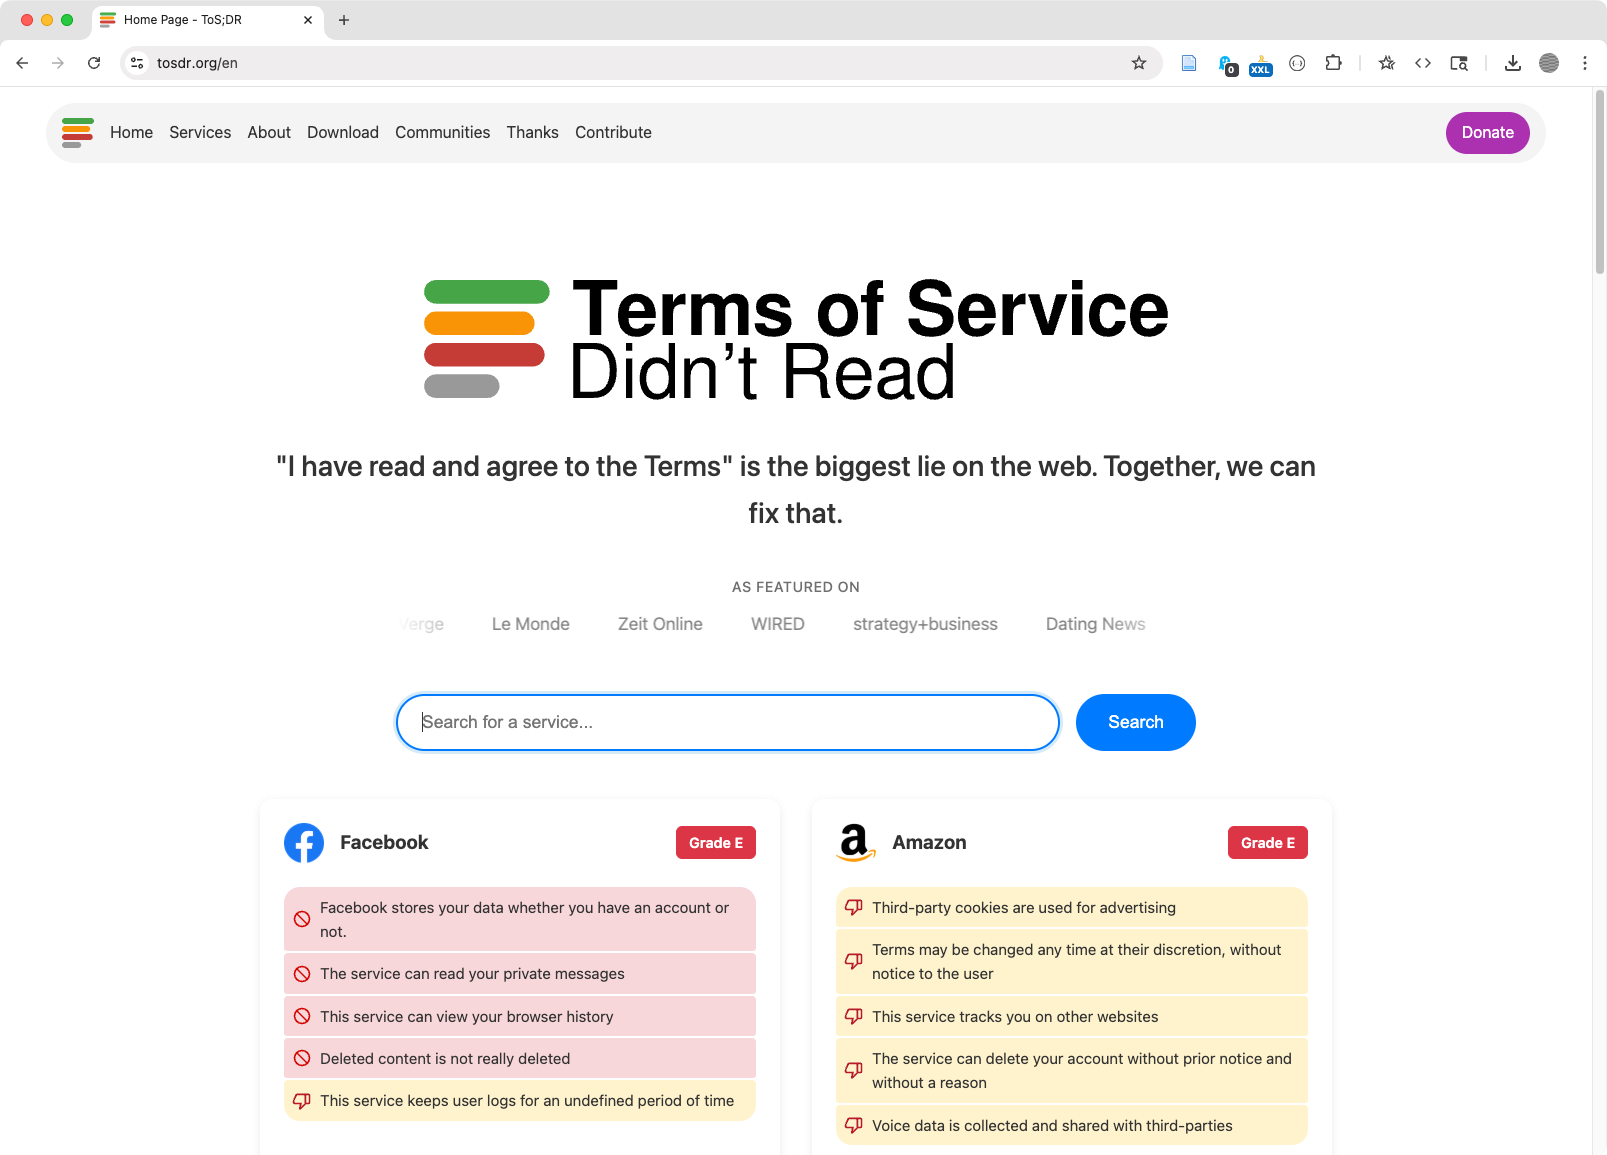 Home Page - ToS;DR
tosdr.org/en
0
XXL
Home Services About Download Communities Thanks Contribute
Donate
Terms of Service
Didn't Read
"I have read and agree to the Terms" is the biggest lie on the web. Together, we can
fix that.
AS FEATURED ON
Verge Le Monde Zeit Online WIRED strategy+business Dating News
Search for a service...
Search
Facebook
Grade E
Facebook stores your data whether you have an account or
not.
The service can read your private messages
This service can view your browser history
Deleted content is not really deleted
This service keeps user logs for an undefined period of time
a
Amazon
Grade E
Third-party cookies are used for advertising
Terms may be changed any time at their discretion, without
notice to the user
This service tracks you on other websites
The service can delete your account without prior notice and
without a reason
Voice data is collected and shared with third-parties